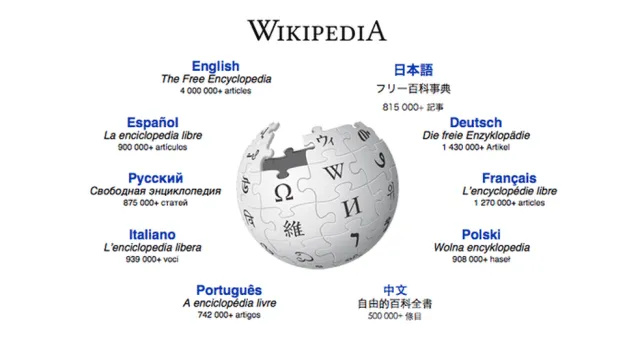 WIKIPEDIA
English
The Free Encyclopedia
4 000 000+ articles
日本語
フリー百科事典
815 000+ 記事
Español
La enciclopedia libre
900 000+ artículos
Deutsch
Die freie Enzyklopädie
1 430 000+ Artikel
Русский
Свободная энциклопедия
875 000+ статей
Français
L'encyclopédie libre
1 270 000+ articles
Italiano
L'enciclopedia libera
939 000+ voci
Polski
Wolna encyklopedia
908 000+ haseł
Português
A enciclopédia livre
742 000+ artigos
中文
自由的百科全書
500 000+ 條目
ウィ
W
Ω
И
維